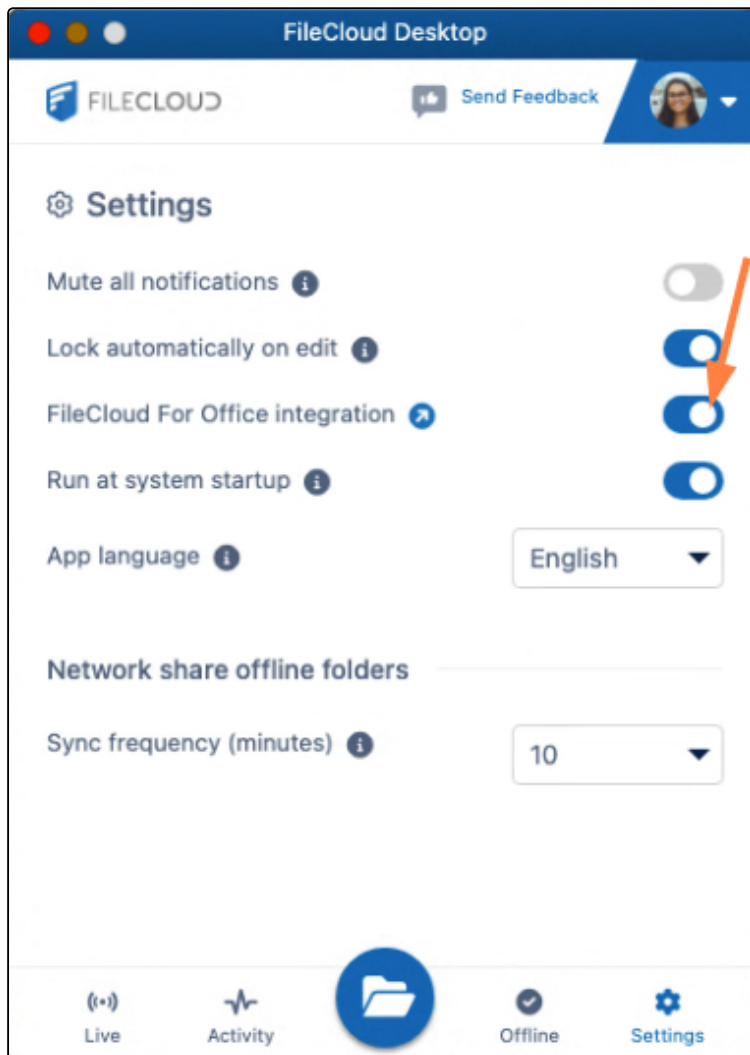 FileCloud Desktop
FILECLOUD
Send Feedback
Settings
Mute all notifications
Lock automatically on edit
FileCloud For Office integration
Run at system startup
App language
English
Network share offline folders
Sync frequency (minutes)
10
Live
Activity
Offline
Settings